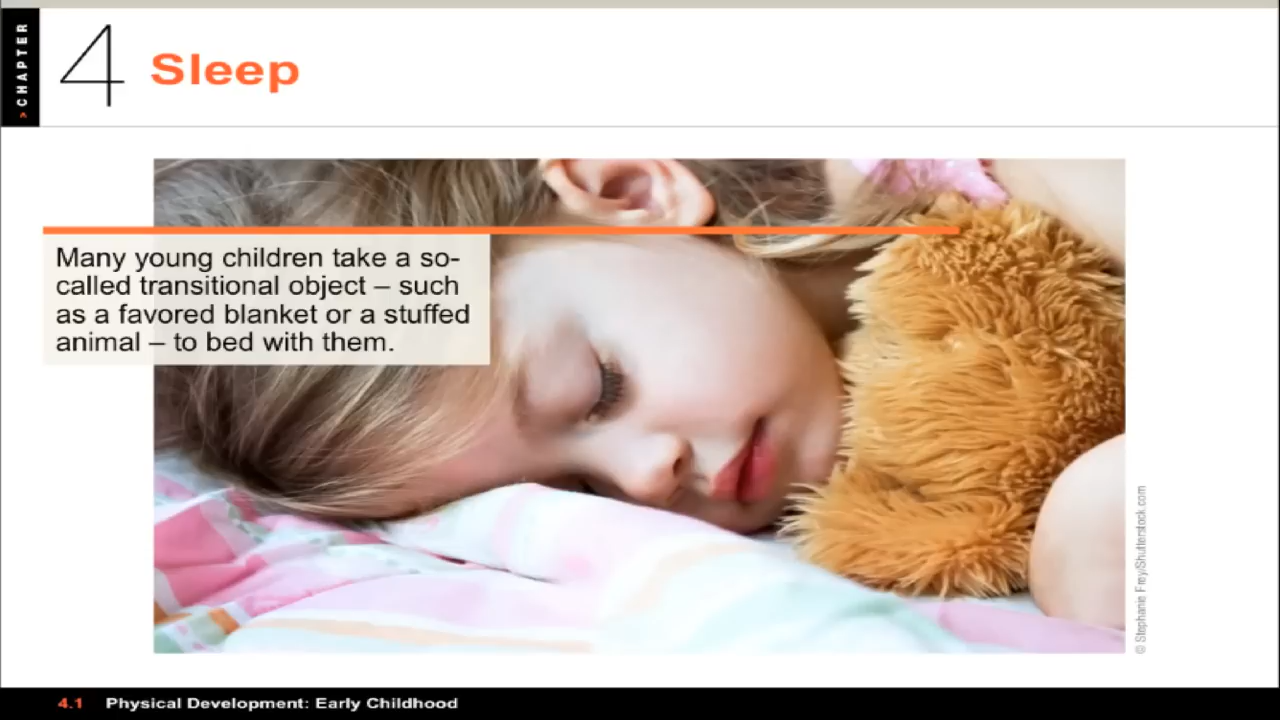 > CHAPTER
4 Sleep
Many young children take a so-
called transitional object – such
as a favored blanket or a stuffed
animal – to bed with them.
© Stephanie Frey/Shutterstock.com
4.1 Physical Development: Early Childhood